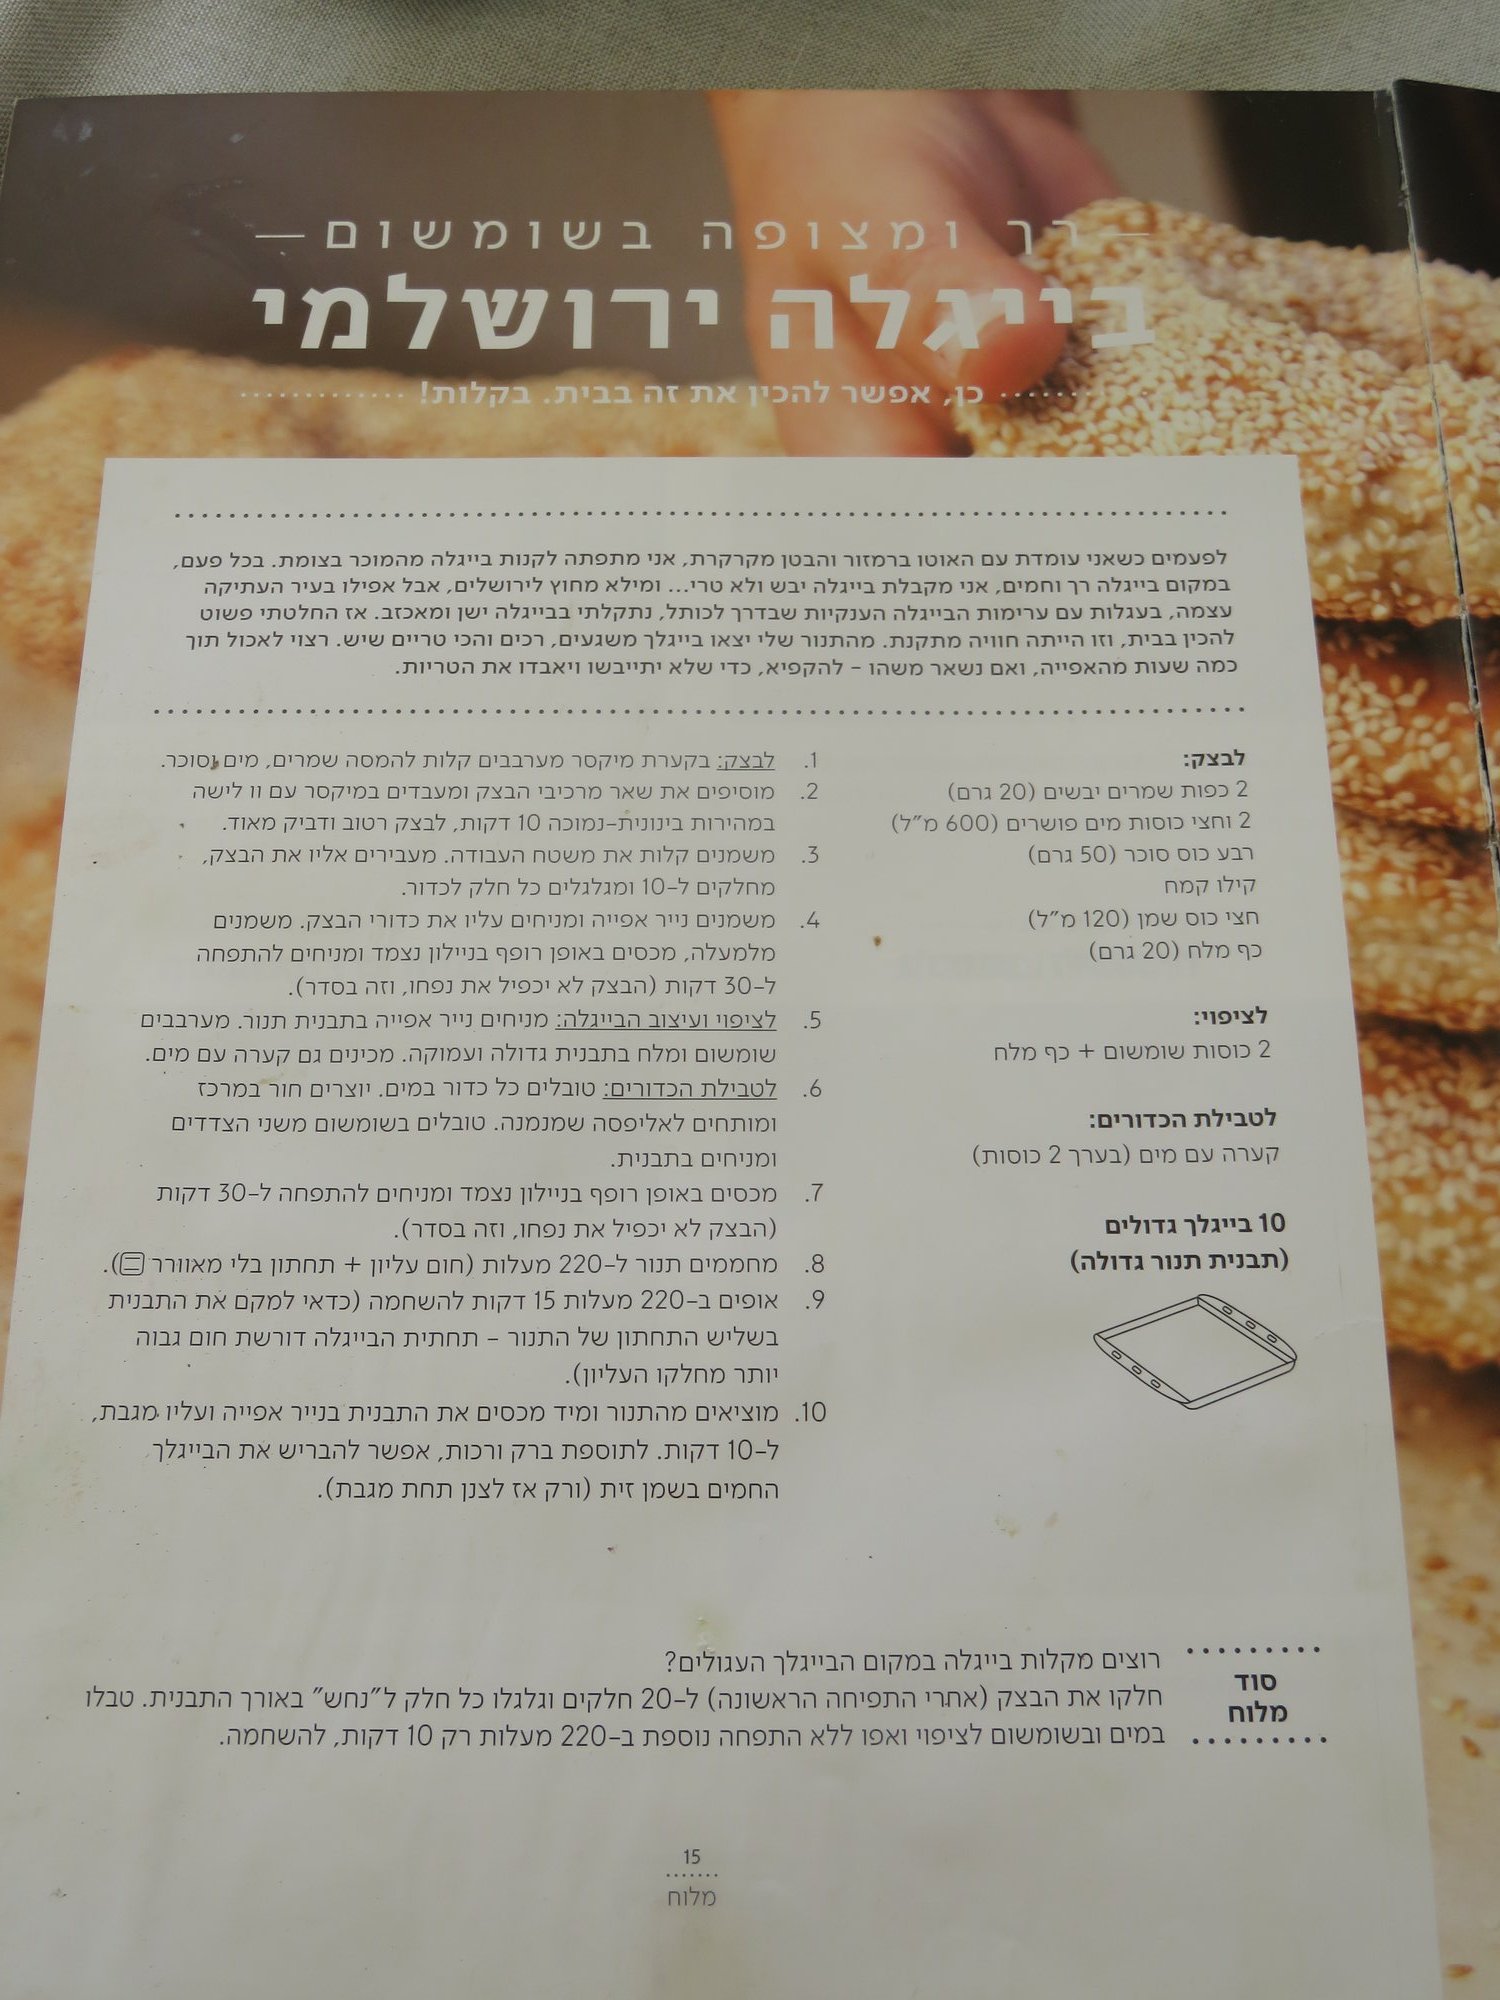 רך ומצופה בשומשום
בייגלה ירושלמי
כן, אפשר להכין את זה בבית. בקלות!
לפעמים כשאני עומדת עם האוטו ברמזור והבטן מקרקרת, אני מתפתה לקנות בייגלה מהמוכר בצומת. בכל פעם,
במקום בייגלה רך וחמים, אני מקבלת בייגלה יבש ולא טרי... ומילא מחוץ לירושלים, אבל אפילו בעיר העתיקה
עצמה, בעגלות עם ערימות הבייגלה הענקיות שבדרך לכותל, נתקלתי בבייגלה ישן ומאכזב. אז החלטתי פשוט
להכין בבית, וזו הייתה חוויה מתקנת. מהתנור שלי יצאו בייגלך משגעים, רכים והכי טריים שיש. רצוי לאכול תוך
כמה שעות מהאפייה, ואם נשאר משהו – להקפיא, כדי שלא יתייבשו ויאבדו את הטריות.
לבצק:
2 כפות שמרים יבשים (20 גרם)
2 וחצי כוסות מים פושרים (600 מ"ל)
רבע כוס סוכר (50 גרם)
קילו קמח
חצי כוס שמן (120 מ"ל)
כף מלח (20 גרם)
לציפוי:
2 כוסות שומשום + כף מלח
לטבילת הכדורים:
קערה עם מים (בערך 2 כוסות)
10 בייגלך גדולים
(תבנית תנור גדולה)
1. לבצק: בקערת מיקסר מערבבים קלות להמסה שמרים, מים וסוכר.
2. מוסיפים את שאר מרכיבי הבצק ומעבדים במיקסר עם וו לישה
במהירות בינונית-נמוכה 10 דקות, לבצק רטוב ודביק מאוד.
3. משמנים קלות את משטח העבודה. מעבירים אליו את הבצק,
מחלקים ל-10 ומגלגלים כל חלק לכדור.
4. משמנים נייר אפייה ומניחים עליו את כדורי הבצק. משמנים
מלמעלה, מכסים באופן רופף בניילון נצמד ומניחים להתפחה
ל-30 דקות (הבצק לא יכפיל את נפחו, וזה בסדר).
5. לציפוי ועיצוב הבייגלה: מניחים נייר אפייה בתבנית תנור. מערבבים
שומשום ומלח בתבנית גדולה ועמוקה. מכינים גם קערה עם מים.
6. לטבילת הכדורים: טובלים כל כדור במים. יוצרים חור במרכז
ומותחים לאליפסה שמנמנה. טובלים בשומשום משני הצדדים
ומניחים בתבנית.
7. מכסים באופן רופף בניילון נצמד ומניחים להתפחה ל-30 דקות
(הבצק לא יכפיל את נפחו, וזה בסדר).
8. מחממים תנור ל-220 מעלות (חום עליון + תחתון בלי מאוורר).
9. אופים ב-220 מעלות 15 דקות להשחמה (כדאי למקם את התבנית
בשליש התחתון של התנור – תחתית הבייגלה דורשת חום גבוה
יותר מחלקו העליון).
10. מוציאים מהתנור ומיד מכסים את התבנית בנייר אפייה ועליו מגבת,
ל-10 דקות. לתוספת ברק ורכות, אפשר להבריש את הבייגלך
החמים בשמן זית (ורק אז לצנן תחת מגבת).
סוד
מלוח
רוצים מקלות בייגלה במקום הבייגלך העגולים?
חלקו את הבצק (אחרי התפיחה הראשונה) ל-20 חלקים וגלגלו כל חלק ל"נחש" באורך התבנית. טבלו
במים ובשומשום לציפוי ואפו ללא התפחה נוספת ב-220 מעלות רק 10 דקות, להשחמה.
15
מלוח